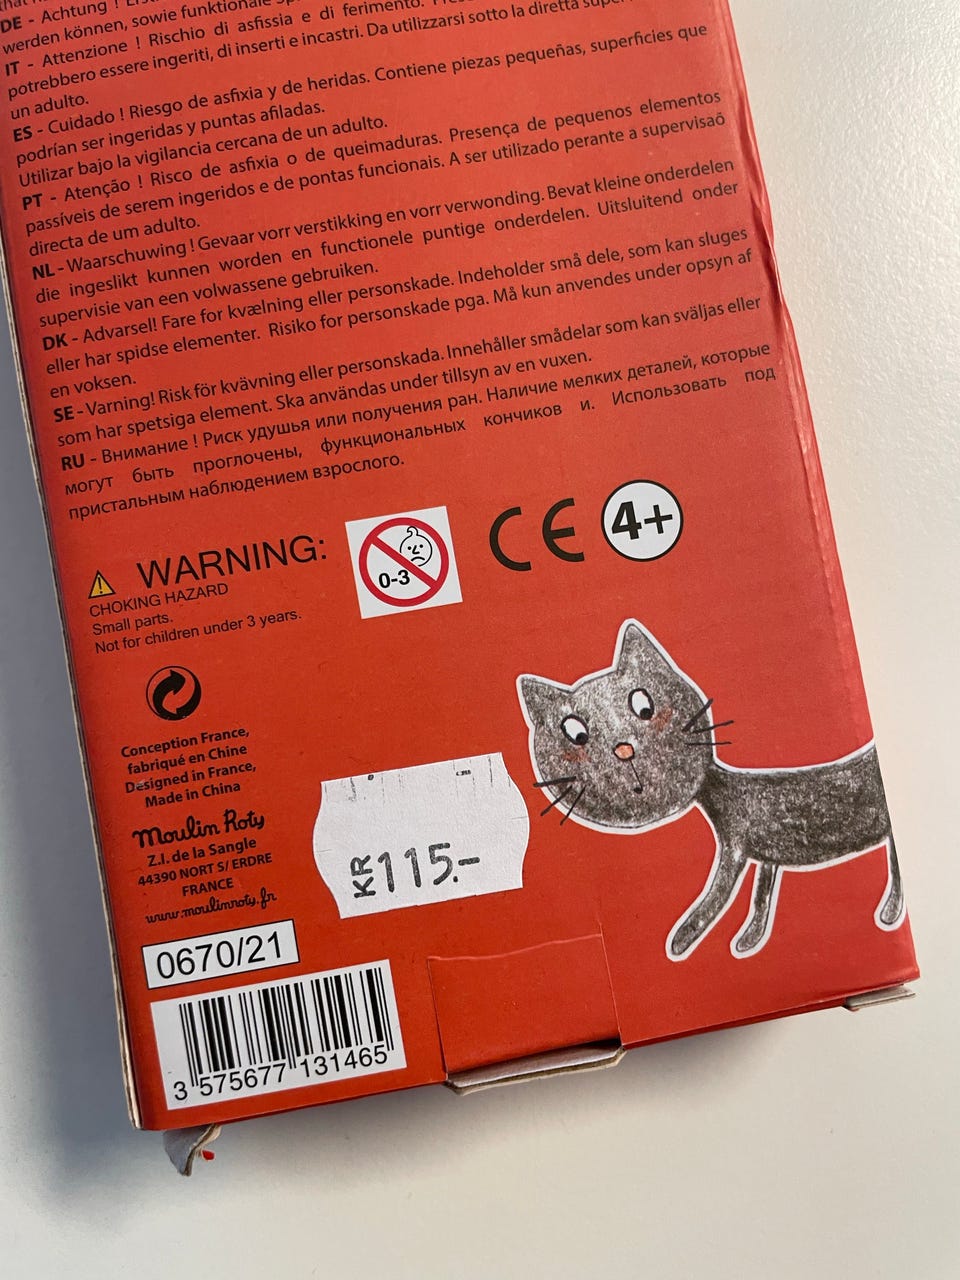 DE - Achtung ! Erst
werden können, sowie funktionale
IT - Attenzione ! Rischio di asfissia e di ferimento.
potrebbero essere ingeriti, di inserti e incastri. Da utilizzarsi sotto la diretta
un adulto.
ES - Cuidado ! Riesgo de asfixia y de heridas. Contiene piezas pequeñas, superficies que
podrían ser ingeridas y puntas afiladas.
Utilizar bajo la vigilancia cercana de un adulto.
PT - Atenção ! Risco de asfixia o de queimaduras. Presença de pequenos elementos
passíveis de serem ingeridos e de pontas funcionais. A ser utilizado perante a supervisaõ
directa de um adulto.
NL - Waarschuwing ! Gevaar vorr verstikking en vorr verwonding. Bevat kleine onderdelen
die ingeslikt kunnen worden en functionele puntige onderdelen. Uitsluitend onder
supervisie van een volwassene gebruiken.
DK - Advarsel! Fare for kvælning eller personskade. Indeholder små dele, som kan sluges
eller har spidse elementer. Risiko for personskade pga. Må kun anvendes under opsyn af
en voksen.
SE - Varning! Risk för kvävning eller personskada. Innehåller smådelar som kan sväljas eller
som har spetsiga element. Ska användas under tillsyn av en vuxen.
RU - Внимание ! Риск удушья или получения ран. Наличие мелких деталей, которые
могут быть проглочены, функциональных кончиков и. Использовать под
пристальным наблюдением взрослого.
WARNING:
CHOKING HAZARD
Small parts.
Not for children under 3 years.
0-3
CE
4+
Conception France,
fabriqué en Chine
Designed in France,
Made in China
Moulin Roty
Z.I. de la Sangle
44390 NORT S/ ERDRE
FRANCE
www.moulinroty.fr
KR 115.-
0670/21
3 575677 131465